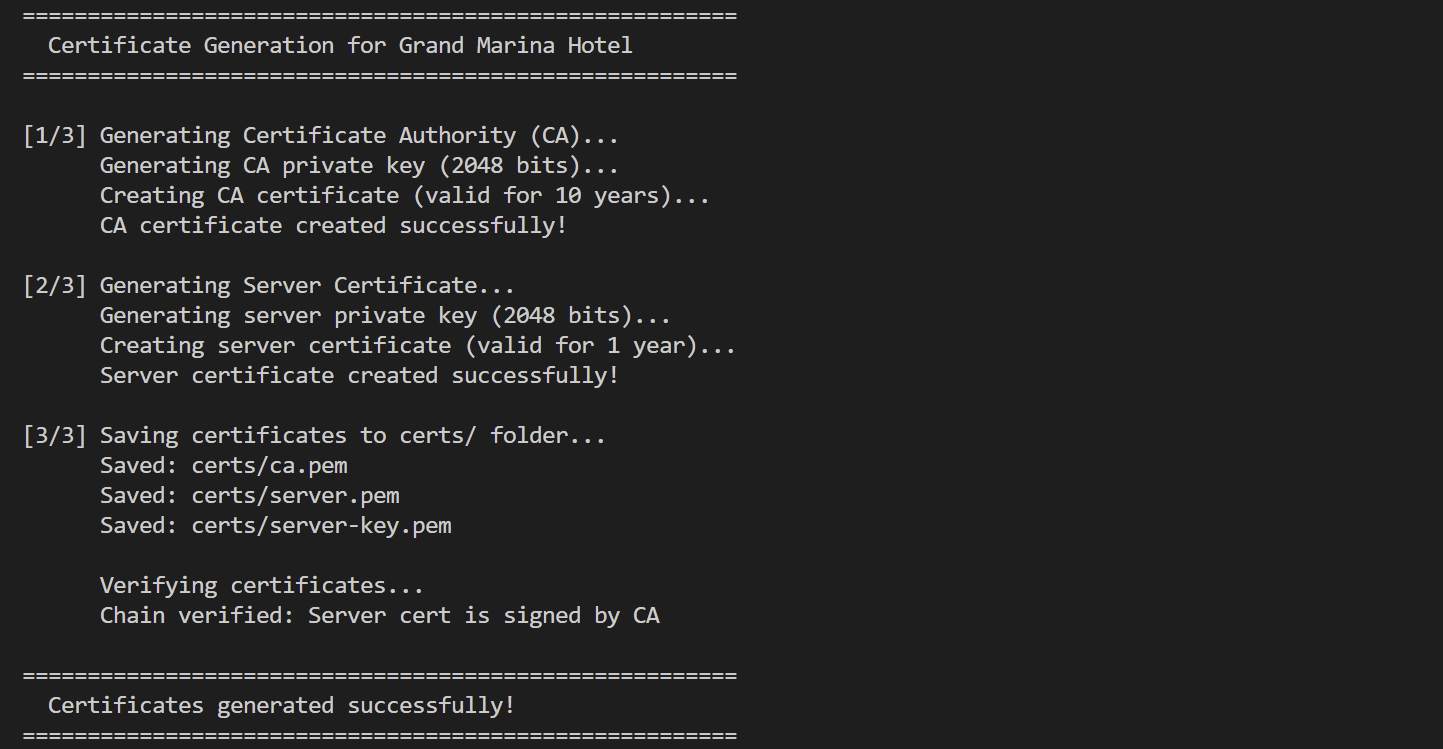 =======================================================
  Certificate Generation for Grand Marina Hotel
=======================================================
[1/3] Generating Certificate Authority (CA)...
      Generating CA private key (2048 bits)...
      Creating CA certificate (valid for 10 years)...
      CA certificate created successfully!
[2/3] Generating Server Certificate...
      Generating server private key (2048 bits)...
      Creating server certificate (valid for 1 year)...
      Server certificate created successfully!
[3/3] Saving certificates to certs/ folder...
      Saved: certs/ca.pem
      Saved: certs/server.pem
      Saved: certs/server-key.pem
      Verifying certificates...
      Chain verified: Server cert is signed by CA
=======================================================
  Certificates generated successfully!
=======================================================